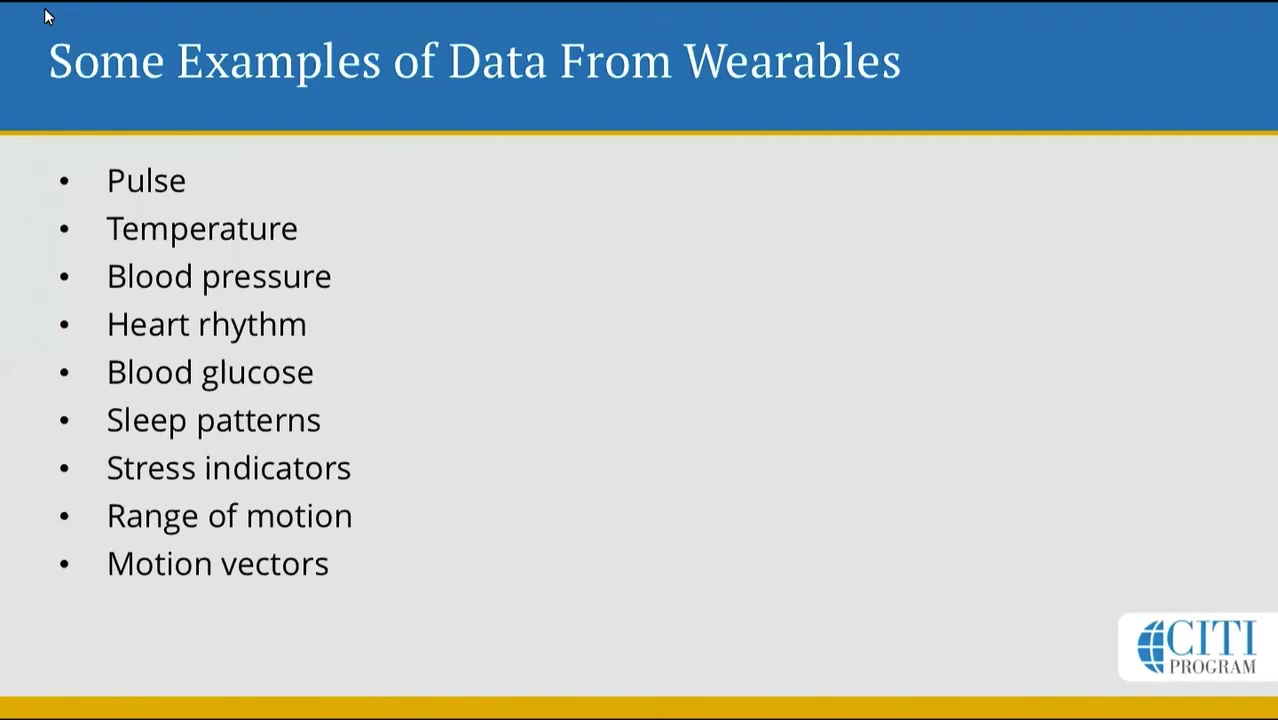 Some Examples of Data From Wearables
• Pulse
• Temperature
• Blood pressure
• Heart rhythm
• Blood glucose
• Sleep patterns
• Stress indicators
• Range of motion
• Motion vectors
CITI
PROGRAM